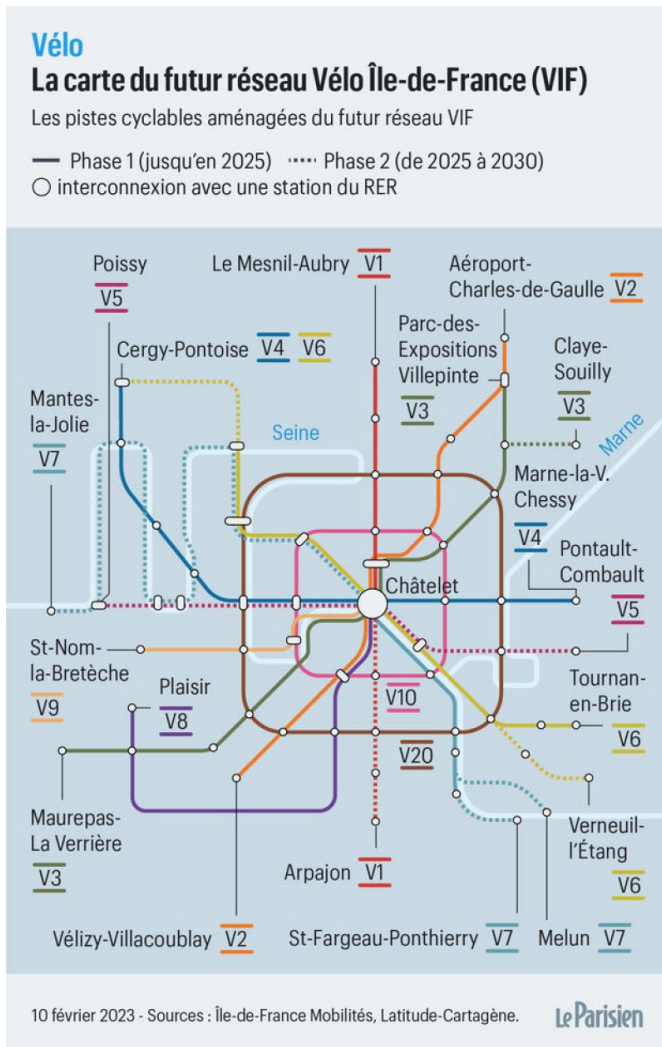 Vélo
La carte du futur réseau Vélo Île-de-France (VIF)
Les pistes cyclables aménagées du futur réseau VIF
Phase 1 (jusqu'en 2025)
Phase 2 (de 2025 à 2030)
interconnexion avec une station du RER
Poissy
V5
Le Mesnil-Aubry V1
Aéroport-
Charles-de-Gaulle V2
Cergy-Pontoise V4 V6
Parc-des-
Expositions
Villepinte
V3
Claye-
Souilly
V3
Mantes-
la-Jolie
V7
Seine
Marne
Marne-la-V.
Chessy
V4
Pontault-
Combault
V5
Châtelet
St-Nom-
la-Bretèche
V9
Plaisir
V8
V10
Tournan-
en-Brie
V6
V20
Maurepas-
La Verrière
V3
Verneuil-
l'Étang
V6
Arpajon V1
Vélizy-Villacoublay V2
St-Fargeau-Ponthierry V7
Melun V7
10 février 2023 - Sources : Île-de-France Mobilités, Latitude-Cartagène.
Le Parisien